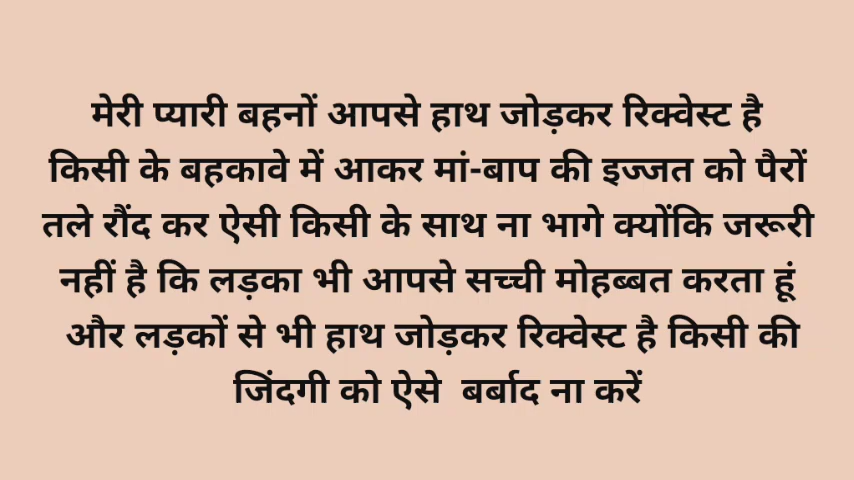 मेरी प्यारी बहनों आपसे हाथ जोड़कर रिक्वेस्ट है
किसी के बहकावे में आकर मां-बाप की इज्जत को पैरों
तले रौंद कर ऐसी किसी के साथ ना भागे क्योंकि जरूरी
नहीं है कि लड़का भी आपसे सच्ची मोहब्बत करता हूं
और लड़कों से भी हाथ जोड़कर रिक्वेस्ट है किसी की
जिंदगी को ऐसे बर्बाद ना करें